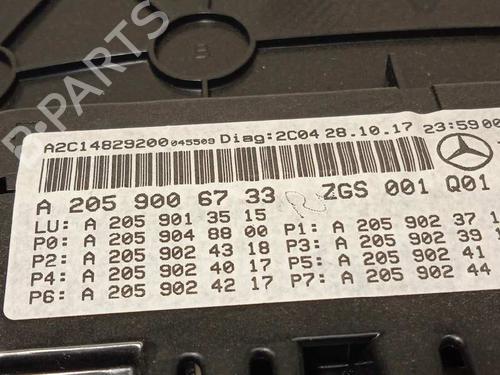 B
B-PARTS
A2C14829200 045509 Diag:2C04 28.10.17 23:59 00
A 205 900 67 33 ZGS 001 Q01
LU: A 205 901 35 15
P0: A 205 904 88 00 P1: A 205 902 37 1
P2: A 205 902 43 18 P3: A 205 902 39 1
P4: A 205 902 40 17 P5: A 205 902 41
P6: A 205 902 42 17 P7: A 205 902 44